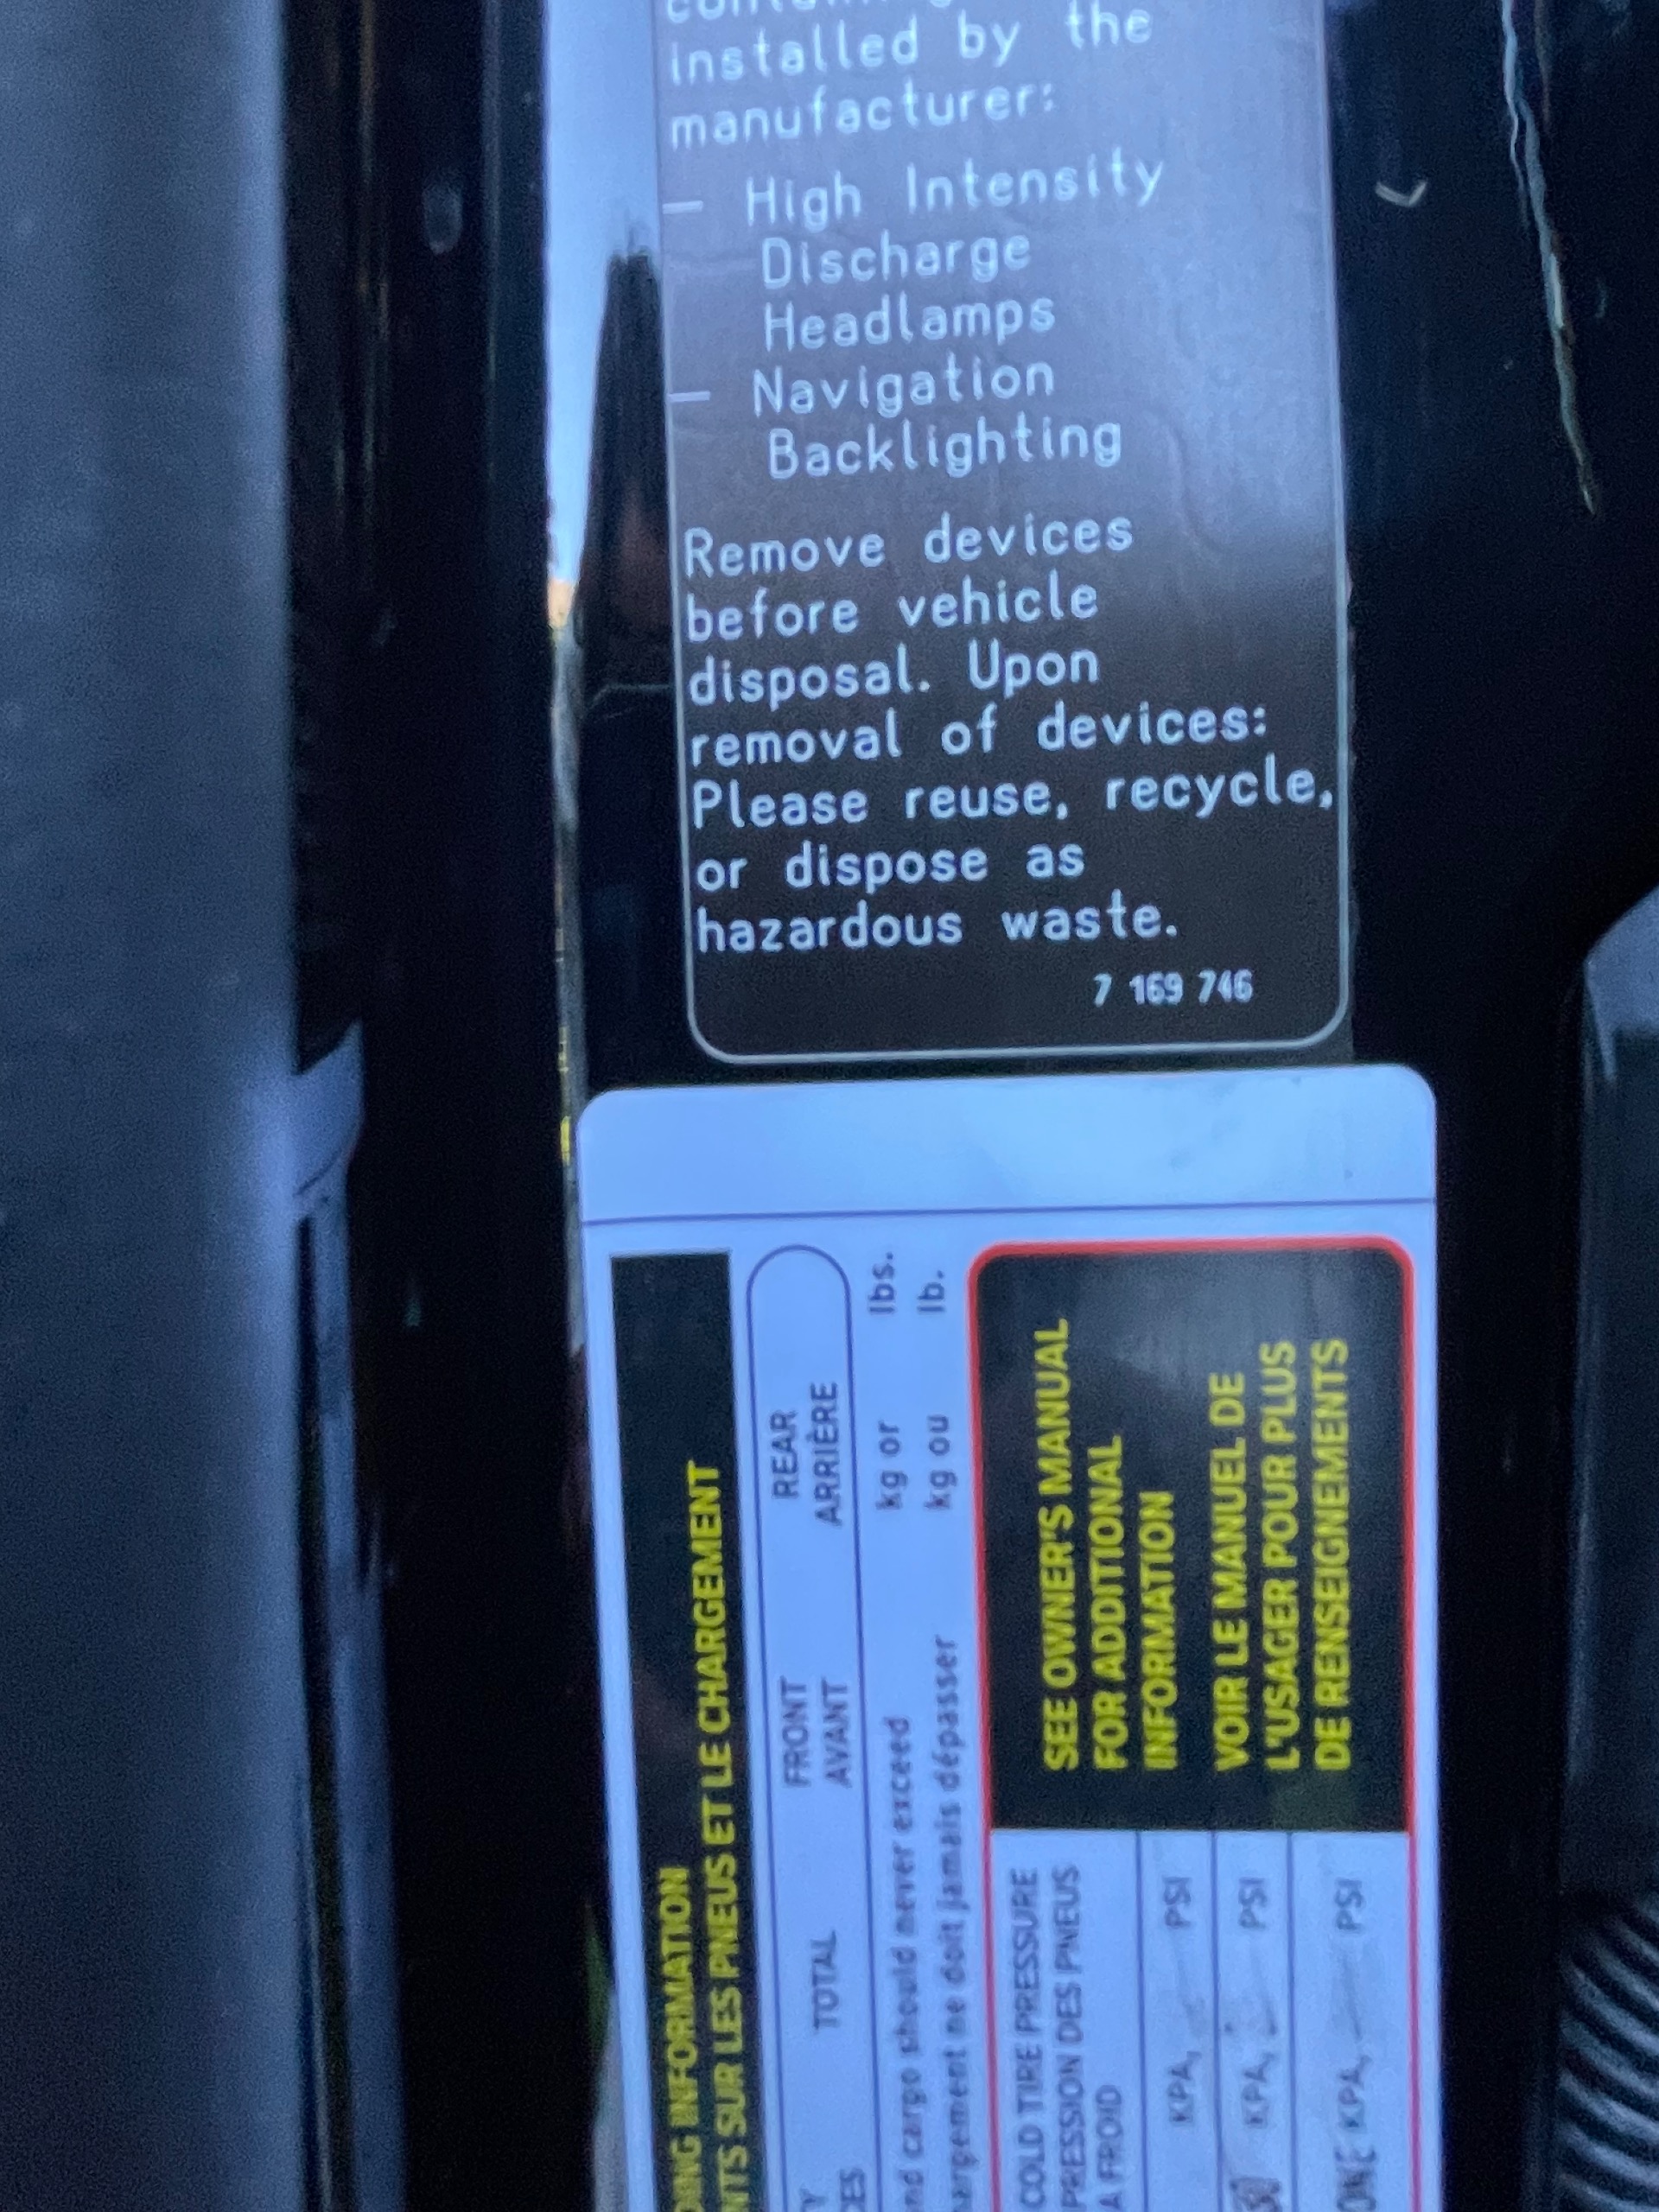 installed by the
manufacturer:
— High Intensity
Discharge
Headlamps
— Navigation
Backlighting
Remove devices
before vehicle
disposal. Upon
removal of devices:
Please reuse, recycle,
or dispose as
hazardous waste.
7 169 746
INFORMATION
SUR LES PNEUS ET LE CHARGEMENT
TOTAL FRONT REAR
AVANT ARRIÈRE
cargo should never exceed kg or lbs.
ne doit jamais dépasser kg ou lb.
COLD TIRE PRESSURE
PRESSION DES PNEUS
A FROID
KPA, PSI
KPA, PSI
KPA, PSI
SEE OWNER'S MANUAL
FOR ADDITIONAL
INFORMATION
VOIR LE MANUEL DE
L'USAGER POUR PLUS
DE RENSEIGNEMENTS